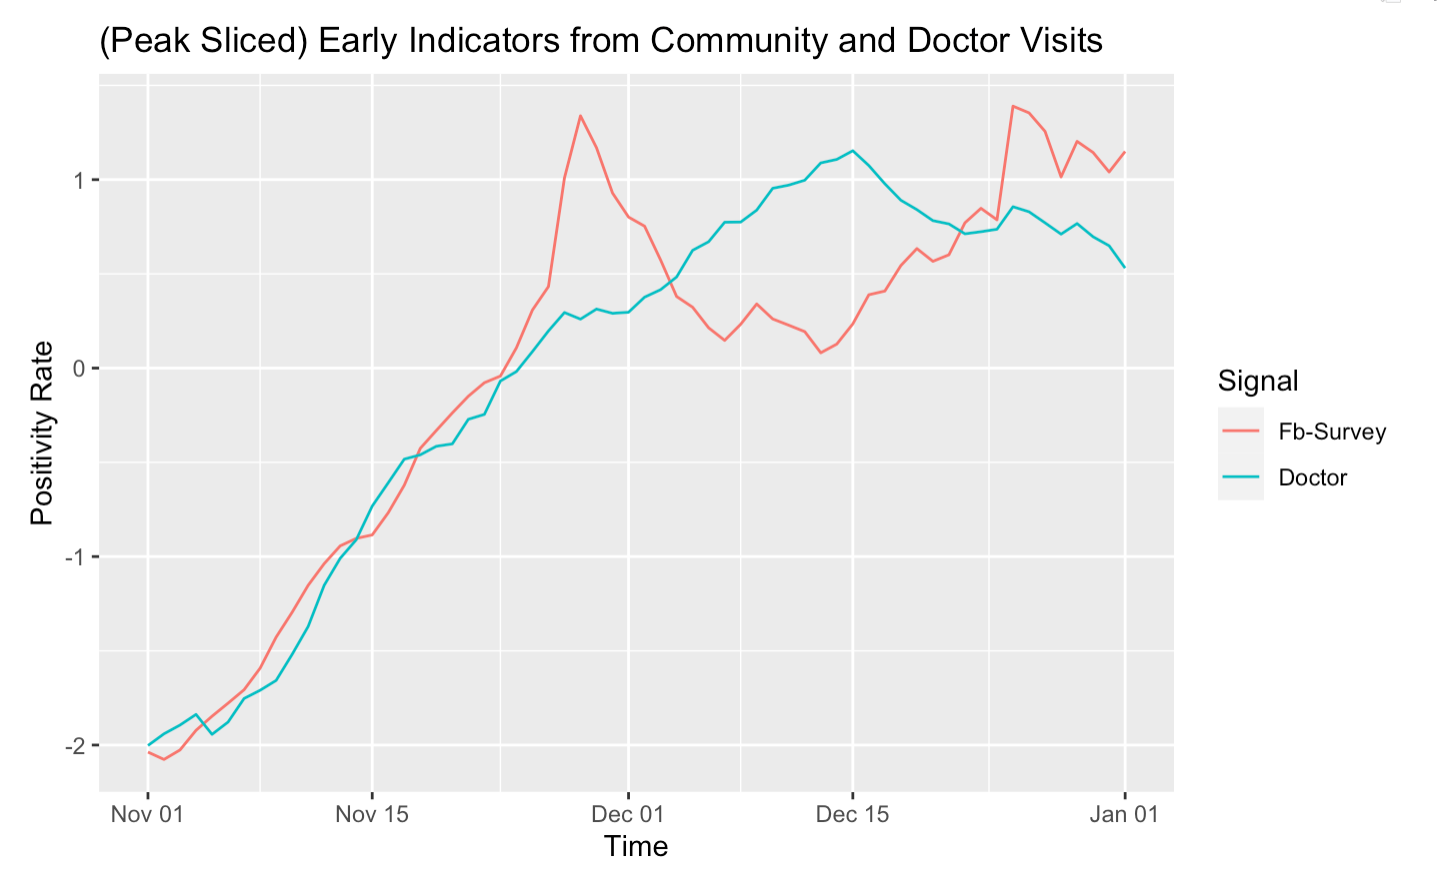 (Peak Sliced) Early Indicators from Community and Doctor Visits
Positivity Rate
1
0
-1
-2
Nov 01 Nov 15 Dec 01 Dec 15 Jan 01
Time
Signal
Fb-Survey
Doctor